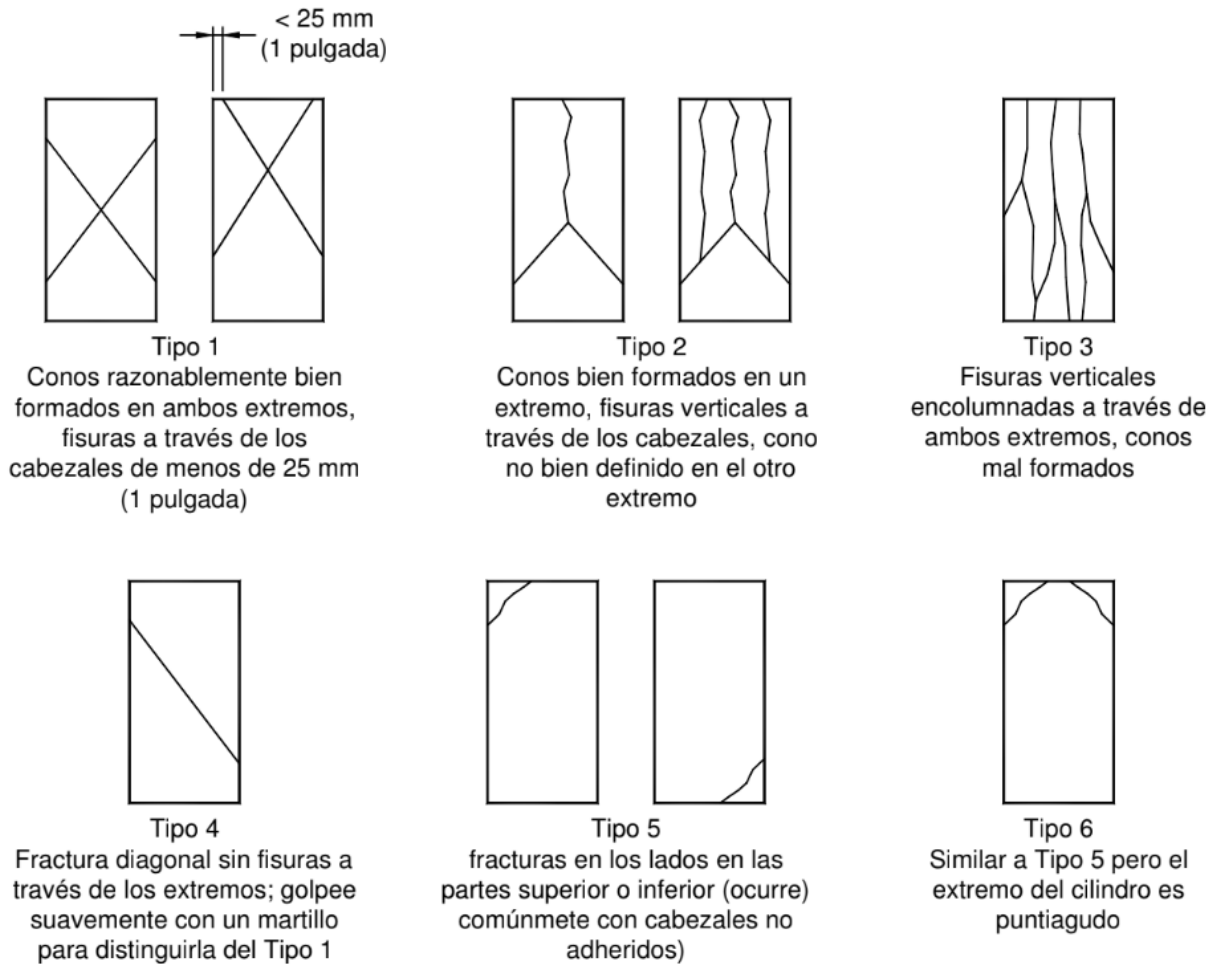 < 25 mm
(1 pulgada)
Tipo 1
Conos razonablemente bien
formados en ambos extremos,
fisuras a través de los
cabezales de menos de 25 mm
(1 pulgada)
Tipo 2
Conos bien formados en un
extremo, fisuras verticales a
través de los cabezales, cono
no bien definido en el otro
extremo
Tipo 3
Fisuras verticales
encolumnadas a través de
ambos extremos, conos
mal formados
Tipo 4
Fractura diagonal sin fisuras a
través de los extremos; golpee
suavemente con un martillo
para distinguirla del Tipo 1
Tipo 5
fracturas en los lados en las
partes superior o inferior (ocurre)
comúnmete con cabezales no
adheridos)
Tipo 6
Similar a Tipo 5 pero el
extremo del cilindro es
puntiagudo